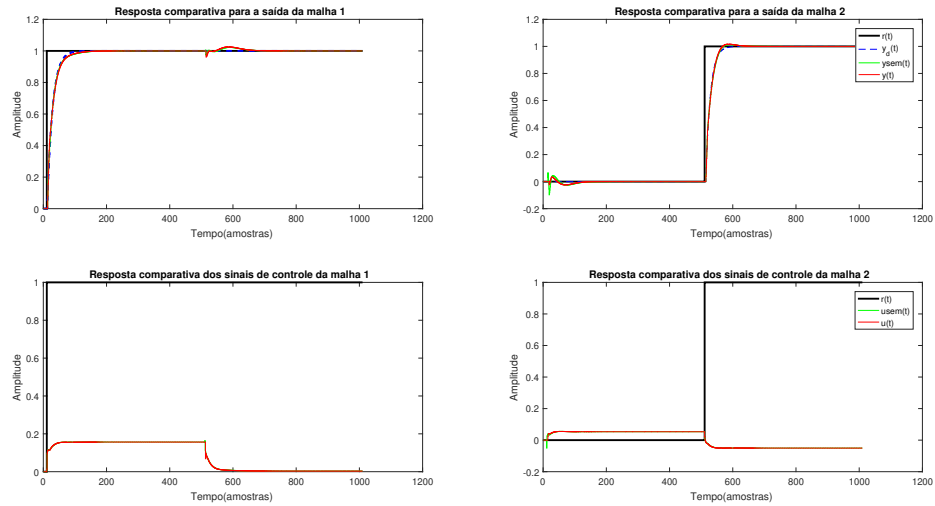 Resposta comparativa para a saída da malha 1
Amplitude
1.2
1
0.8
0.6
0.4
0.2
0
0 200 400 600 800 1000 1200
Tempo(amostras)
Resposta comparativa para a saída da malha 2
Amplitude
1.2
1
0.8
0.6
0.4
0.2
0
-0.2
0 200 400 600 800 1000 1200
Tempo(amostras)
r(t)
y_d(t)
ysem(t)
y(t)
Resposta comparativa dos sinais de controle da malha 1
Amplitude
1
0.8
0.6
0.4
0.2
0
0 200 400 600 800 1000 1200
Tempo(amostras)
Resposta comparativa dos sinais de controle da malha 2
Amplitude
1
0.8
0.6
0.4
0.2
0
-0.2
0 200 400 600 800 1000 1200
Tempo(amostras)
r(t)
usem(t)
u(t)